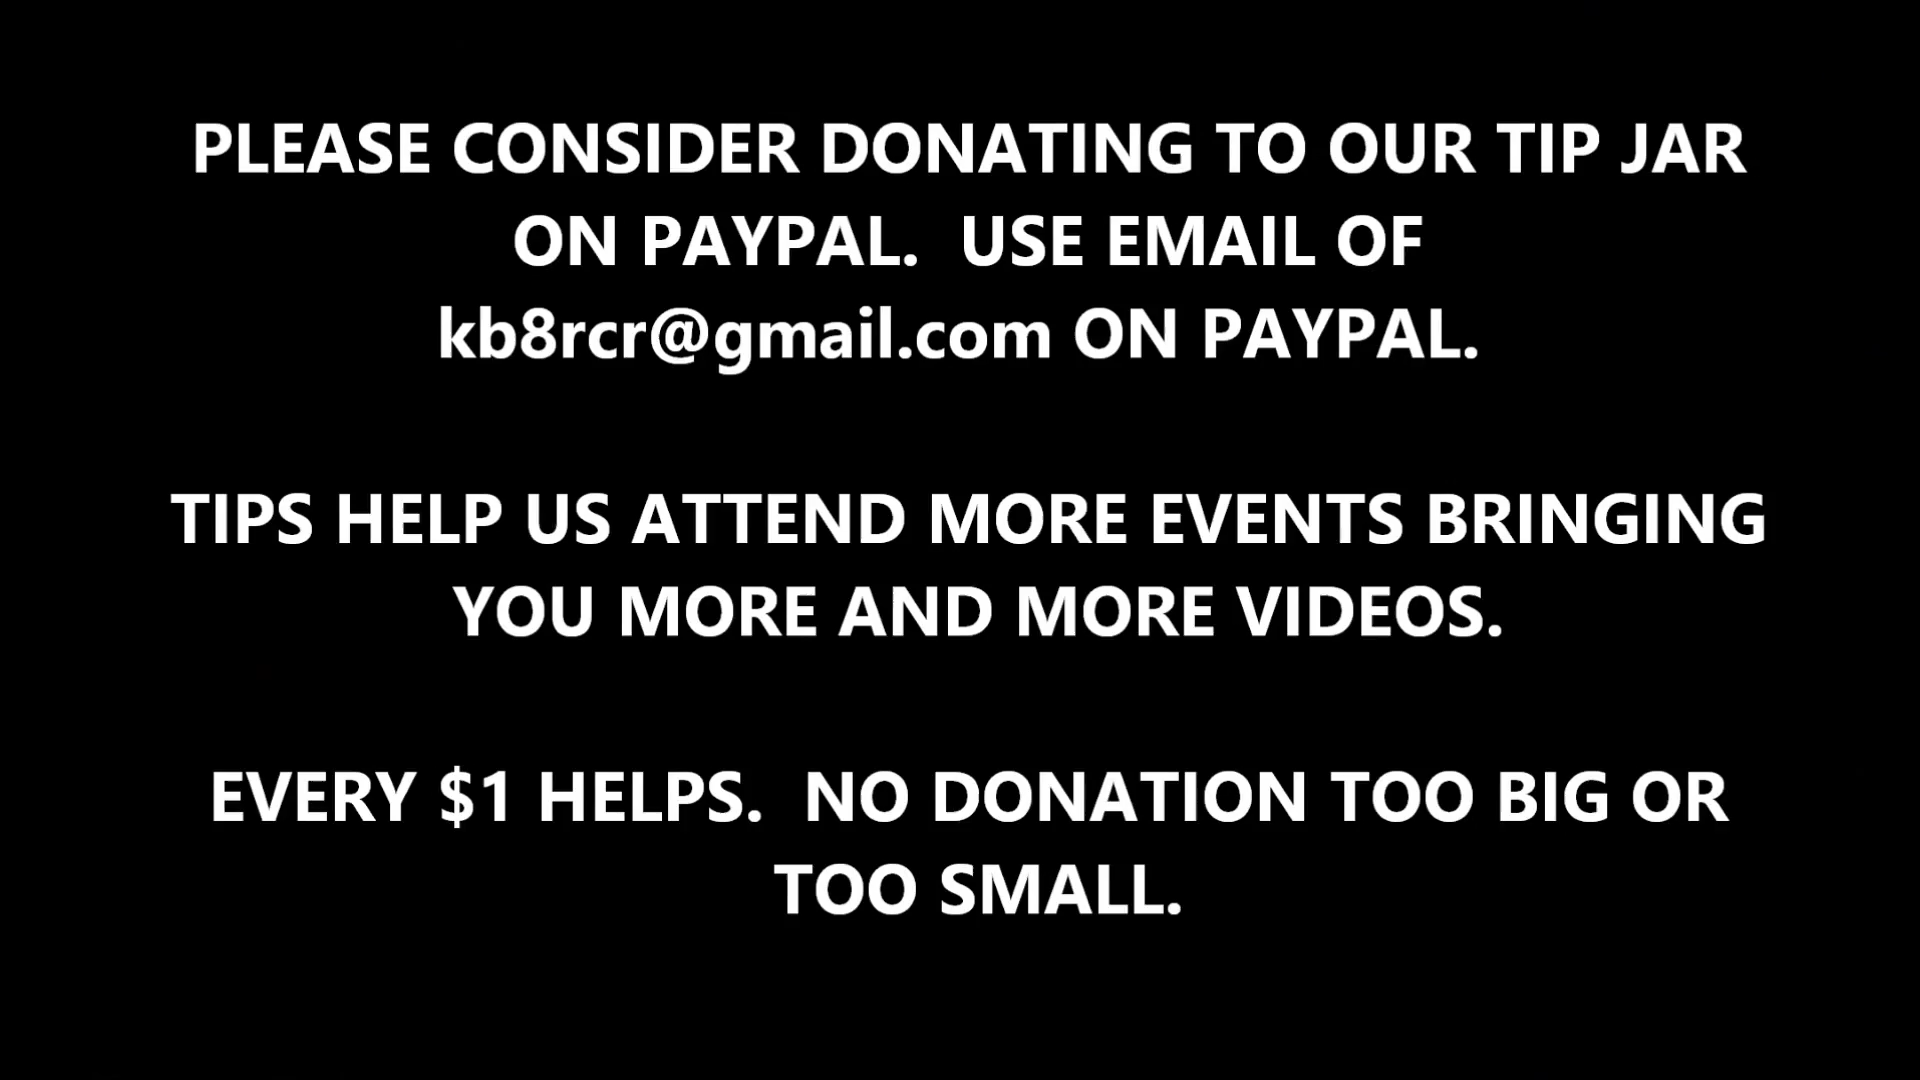 PLEASE CONSIDER DONATING TO OUR TIP JAR
ON PAYPAL.  USE EMAIL OF
kb8rcr@gmail.com ON PAYPAL.
TIPS HELP US ATTEND MORE EVENTS BRINGING
YOU MORE AND MORE VIDEOS.
EVERY $1 HELPS.  NO DONATION TOO BIG OR
TOO SMALL.